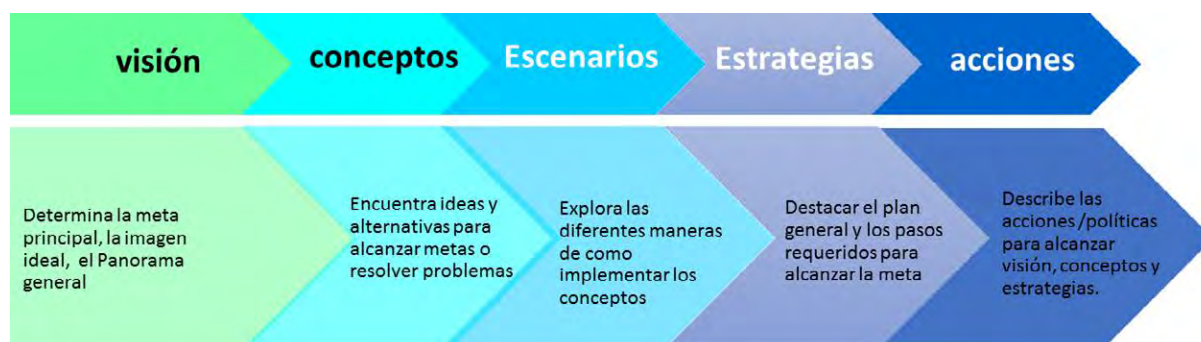 visión
conceptos
Escenarios
Estrategias
acciones
Determina la meta
principal, la imagen
ideal, el Panorama
general
Encuentra ideas y
alternativas para
alcanzar metas o
resolver problemas
Explora las
diferentes maneras
de como
implementar los
conceptos
Destacar el plan
general y los pasos
requeridos para
alcanzar la meta
Describe las
acciones/políticas
para alcanzar
visión, conceptos y
estrategias.